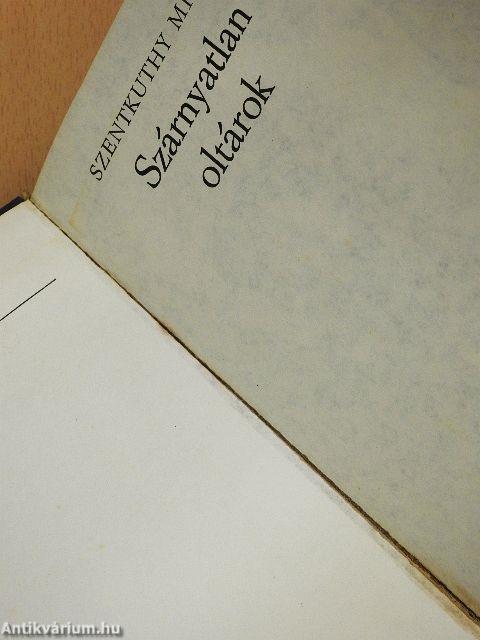 SZENTKUTHY
Szárnyatlan
oltárok
Antikvárium.hu